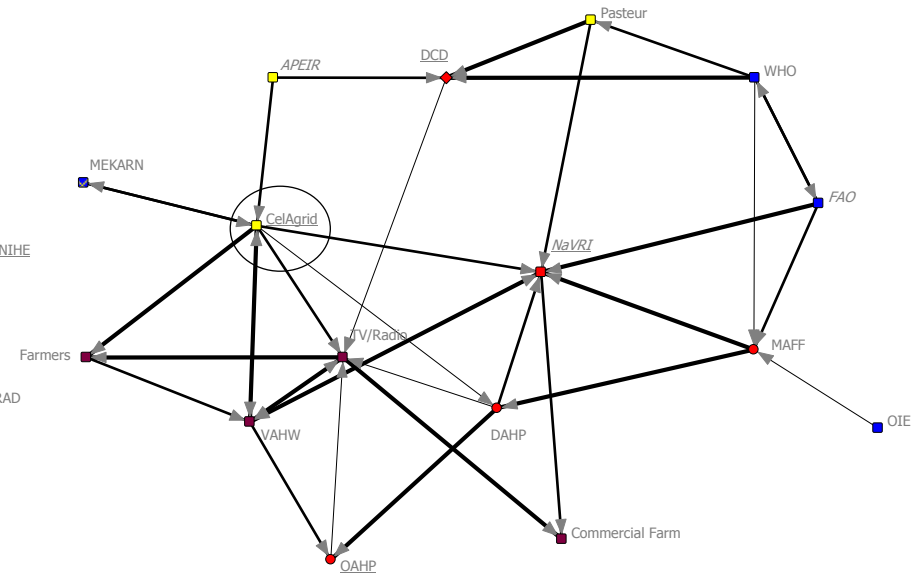 Pasteur
DCD
APEIR
WHO
MEKARN
FAO
CelAgrid
NaVRI
NIHE
TV/Radio
MAFF
Farmers
RAD
OIE
VAHW
DAHP
Commercial Farm
OAHP